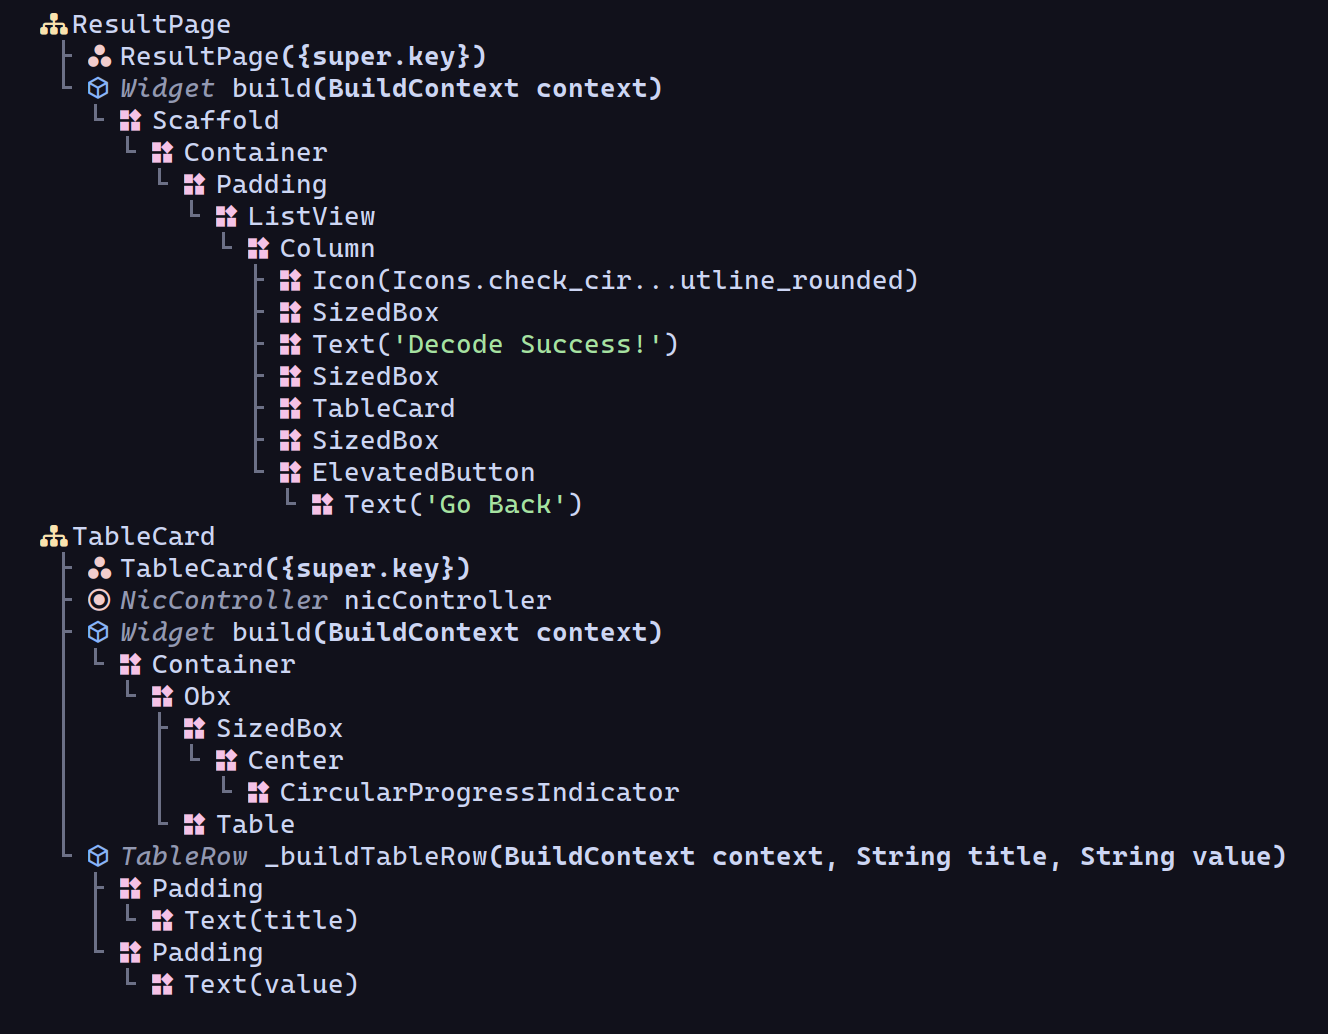 ResultPage
ResultPage({super.key})
Widget build(BuildContext context)
Scaffold
Container
Padding
ListView
Column
Icon(Icons.check_cir...utline_rounded)
SizedBox
Text('Decode Success!')
SizedBox
TableCard
SizedBox
ElevatedButton
Text('Go Back')
TableCard
TableCard({super.key})
NicController nicController
Widget build(BuildContext context)
Container
Obx
SizedBox
Center
CircularProgressIndicator
Table
TableRow _buildTableRow(BuildContext context, String title, String value)
Padding
Text(title)
Padding
Text(value)